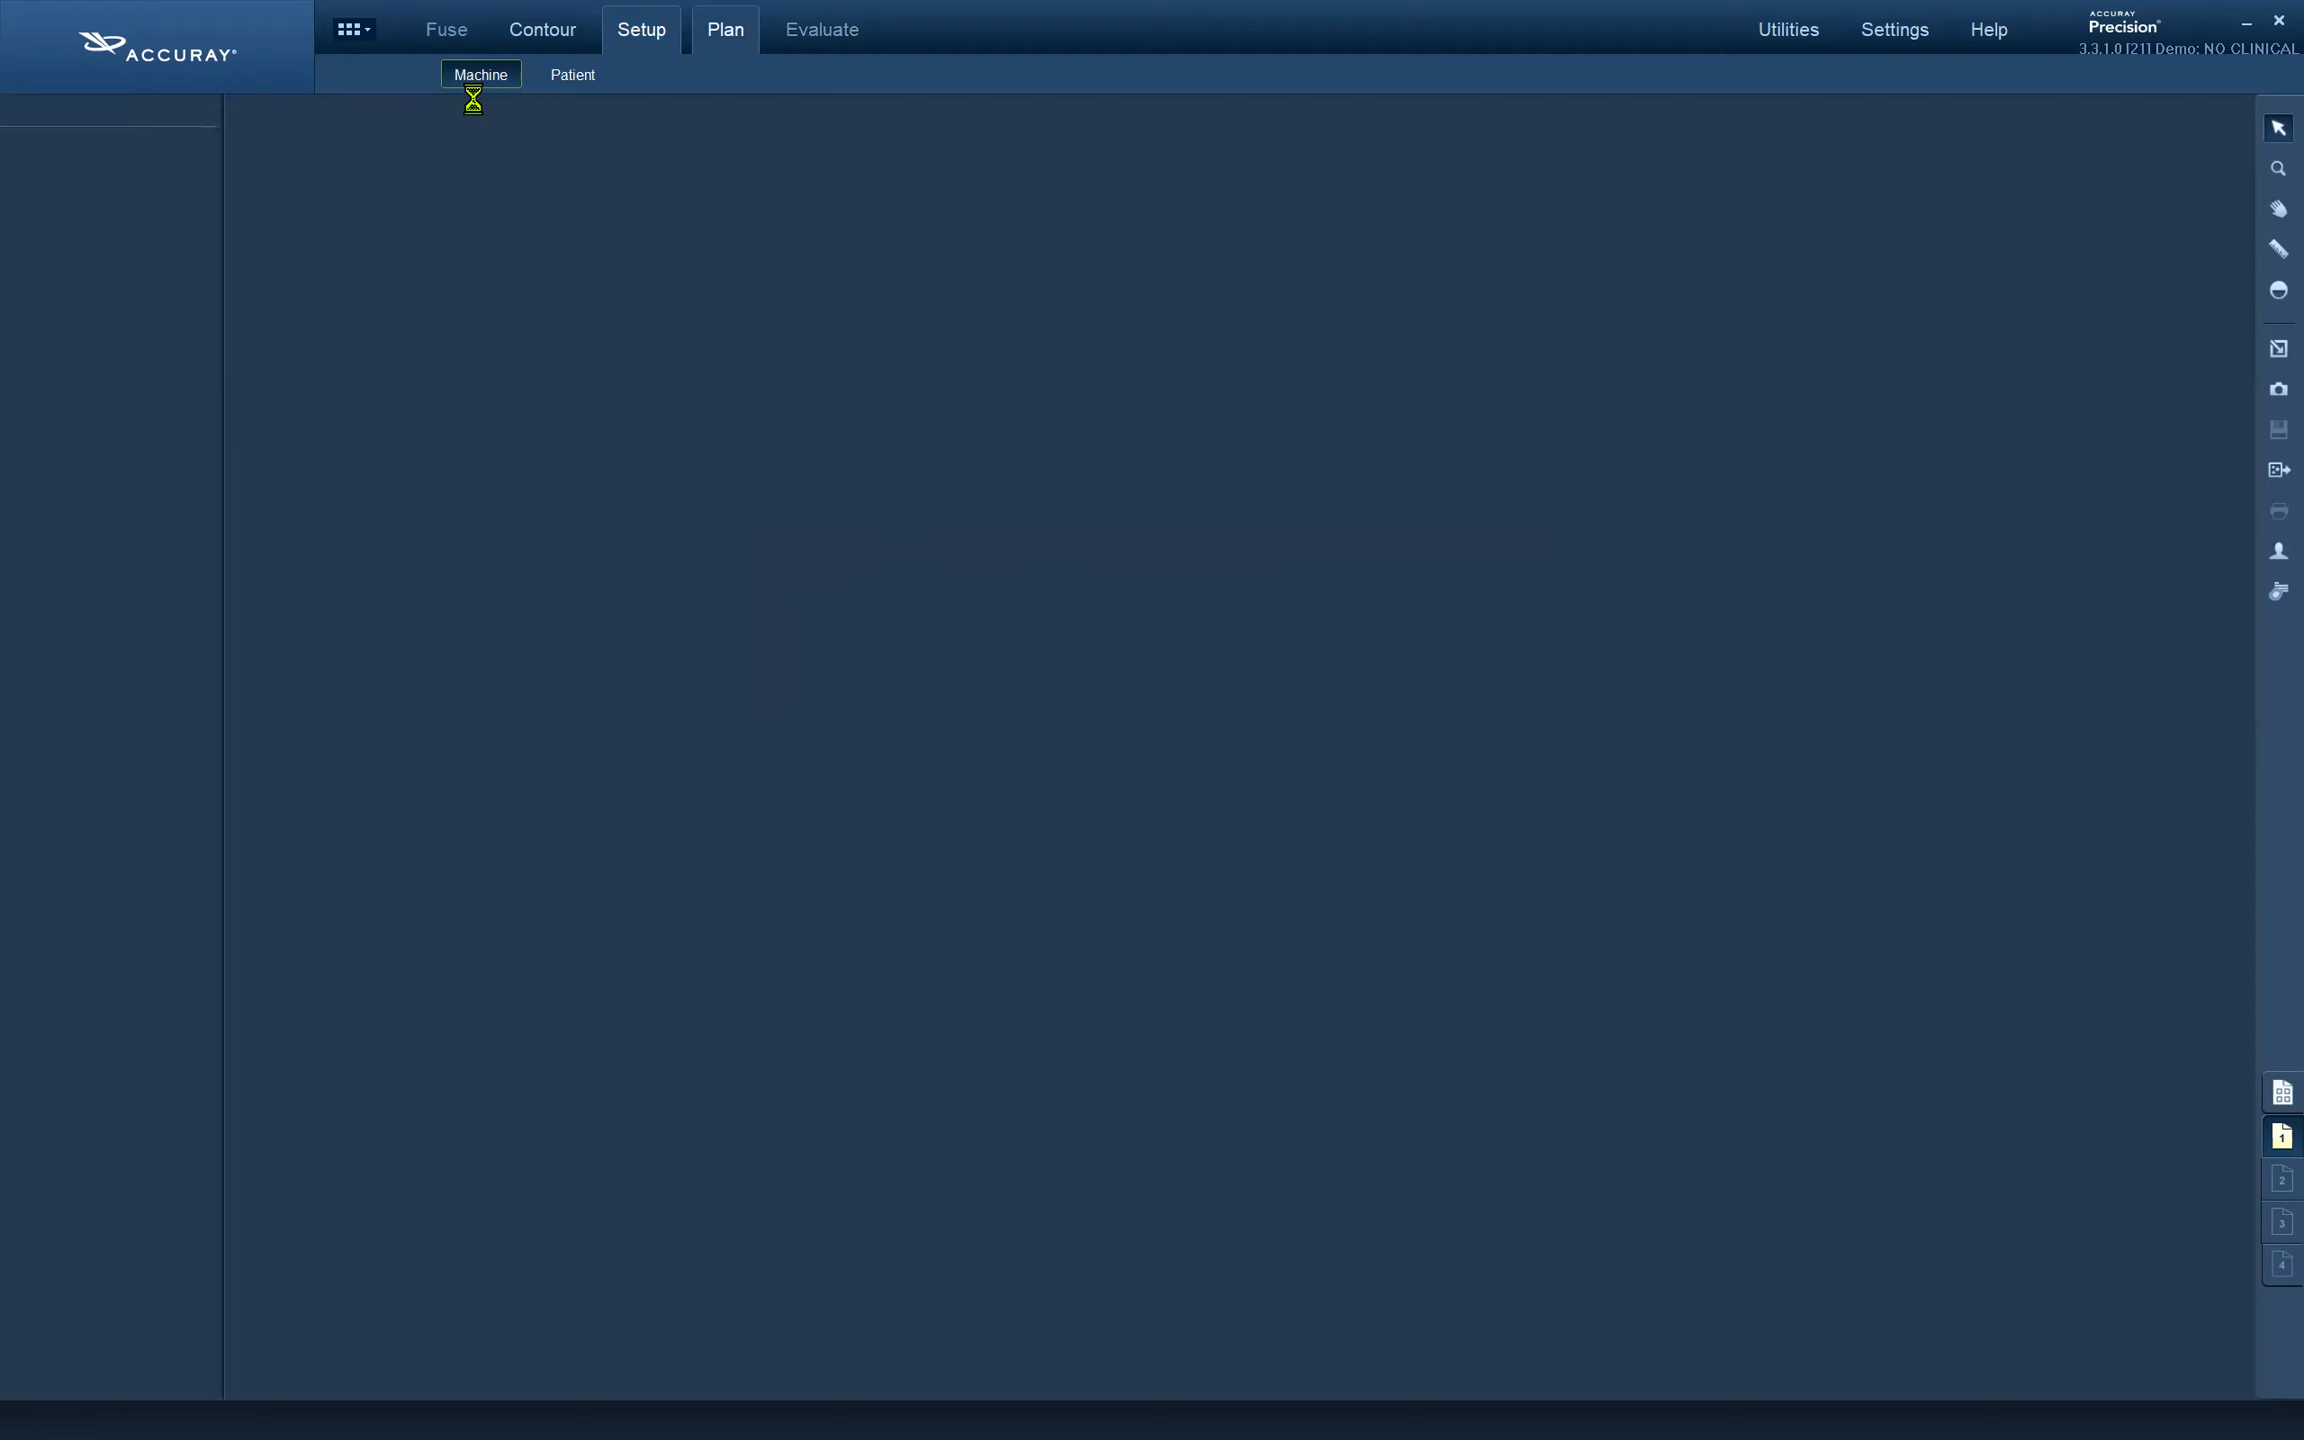 ACCURAY®
Fuse
Contour
Setup
Plan
Evaluate
Utilities
Settings
Help
ACCURAY
Precision®
3.3.1.0 [21] Demo: NO CLINICAL
Machine
Patient
1
2
3
4